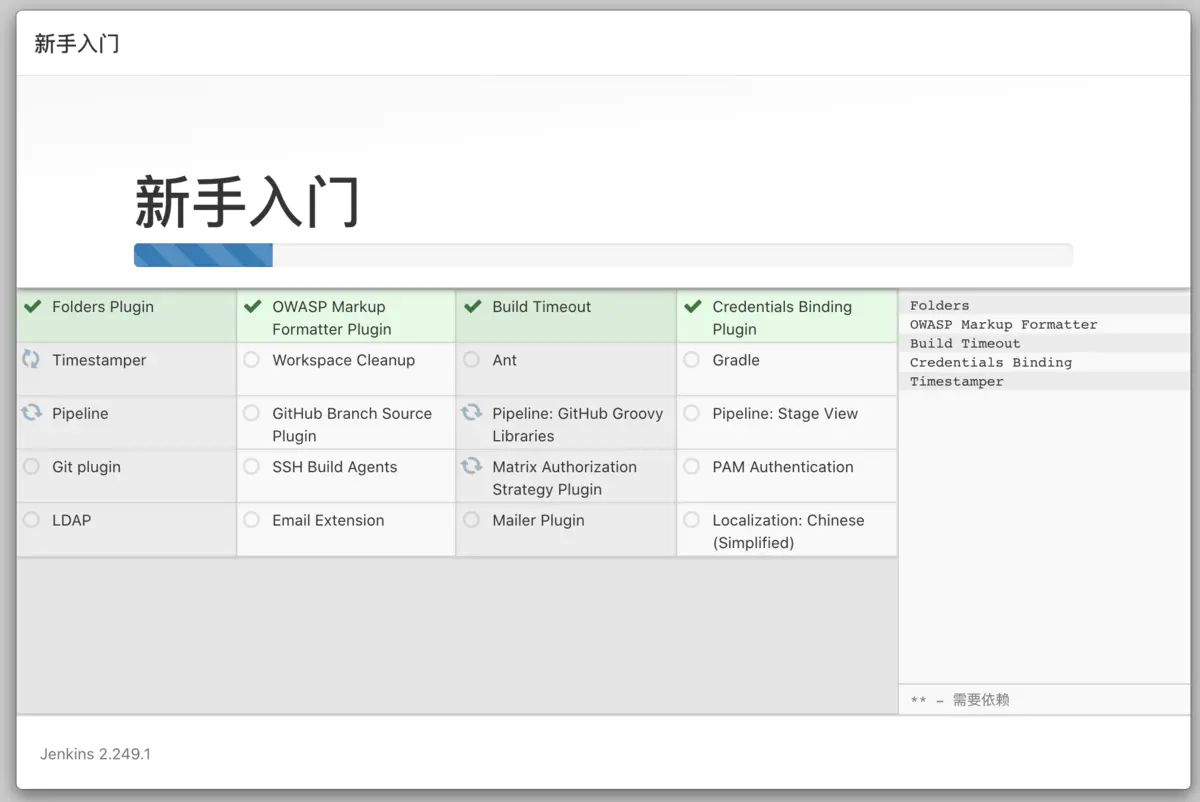 新手入门
新手入门
Folders Plugin
OWASP Markup
Formatter Plugin
Build Timeout
Credentials Binding
Plugin
Timestamper
Workspace Cleanup
Ant
Gradle
Pipeline
GitHub Branch Source
Plugin
Pipeline: GitHub Groovy
Libraries
Pipeline: Stage View
Git plugin
SSH Build Agents
Matrix Authorization
Strategy Plugin
PAM Authentication
LDAP
Email Extension
Mailer Plugin
Localization: Chinese
(Simplified)
Folders
OWASP Markup Formatter
Build Timeout
Credentials Binding
Timestamper
** – 需要依赖
Jenkins 2.249.1